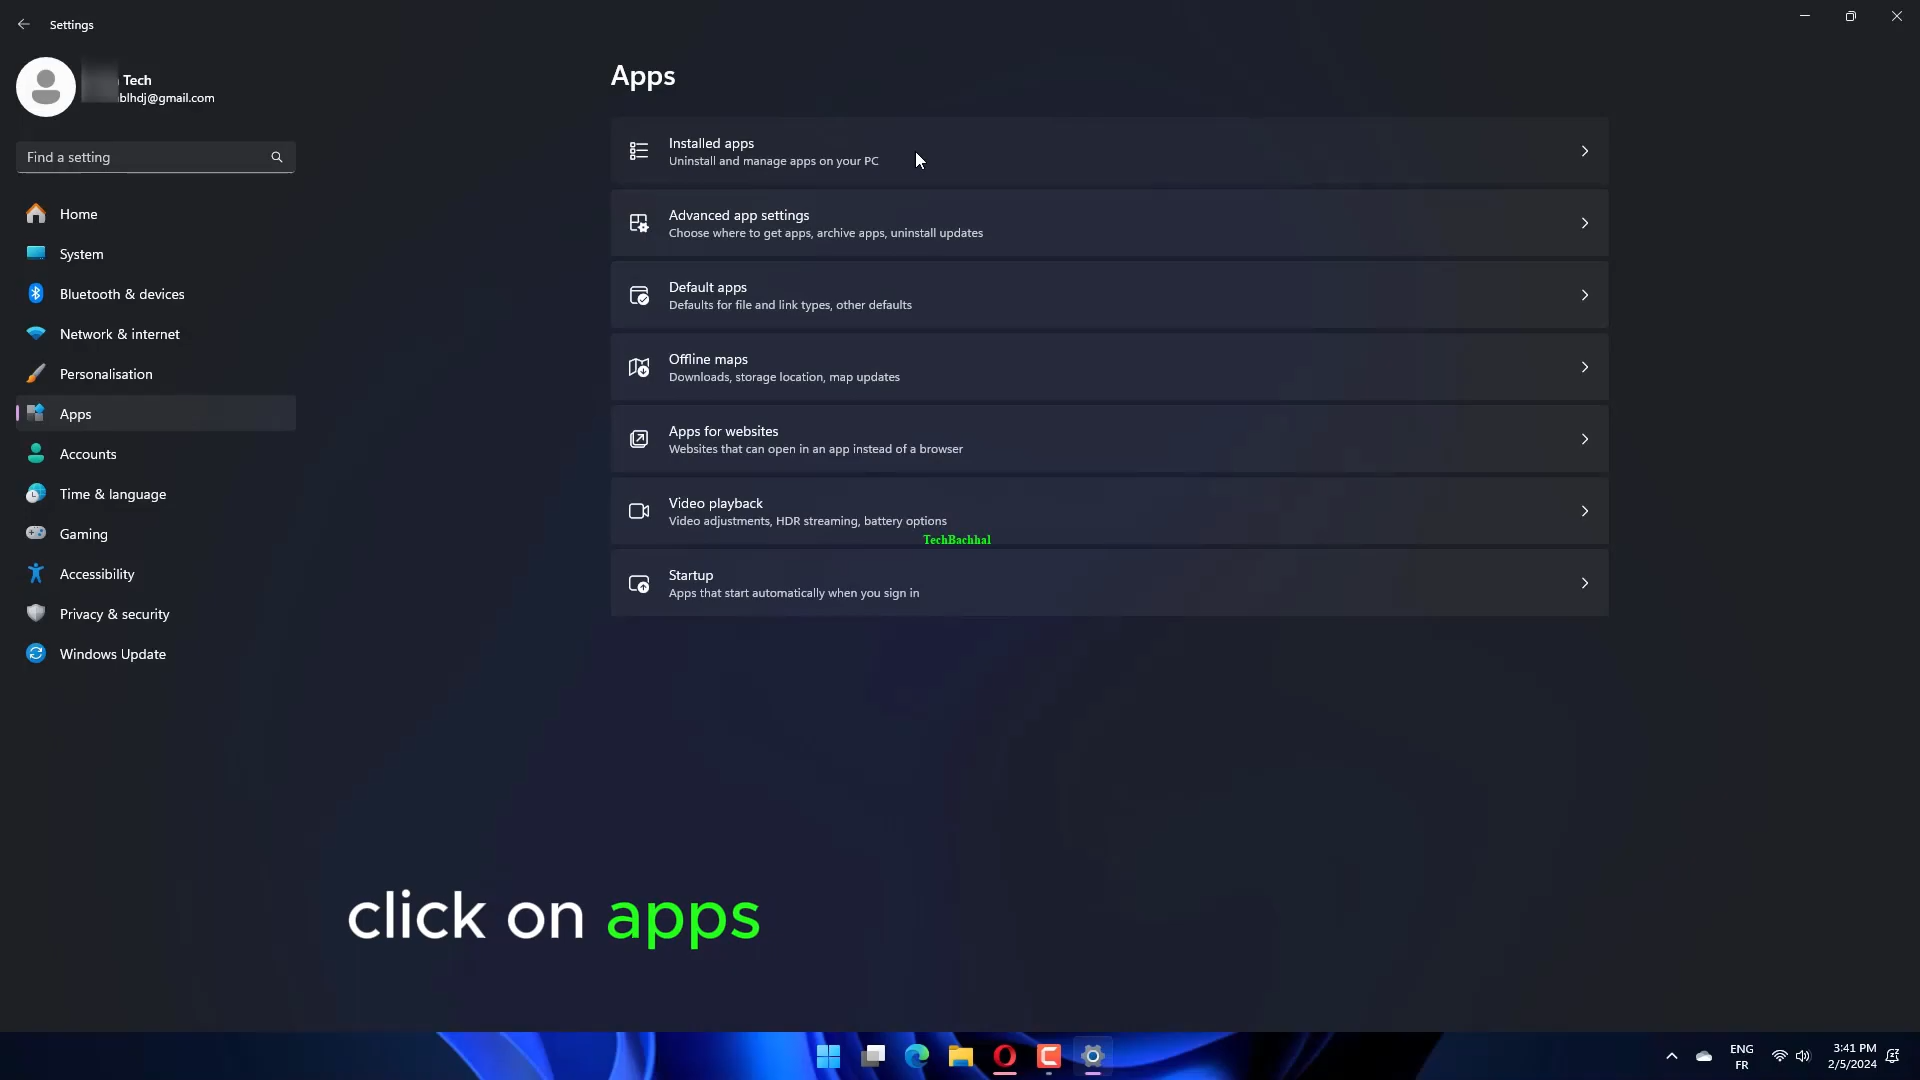 Settings
Tech
blhdj@gmail.com
Find a setting
Home
System
Bluetooth & devices
Network & internet
Personalisation
Apps
Accounts
Time & language
Gaming
Accessibility
Privacy & security
Windows Update
Apps
Installed apps
Uninstall and manage apps on your PC
Advanced app settings
Choose where to get apps, archive apps, uninstall updates
Default apps
Defaults for file and link types, other defaults
Offline maps
Downloads, storage location, map updates
Apps for websites
Websites that can open in an app instead of a browser
Video playback
Video adjustments, HDR streaming, battery options
TechBachhal
Startup
Apps that start automatically when you sign in
click on apps
ENG
FR
3:41 PM
2/5/2024